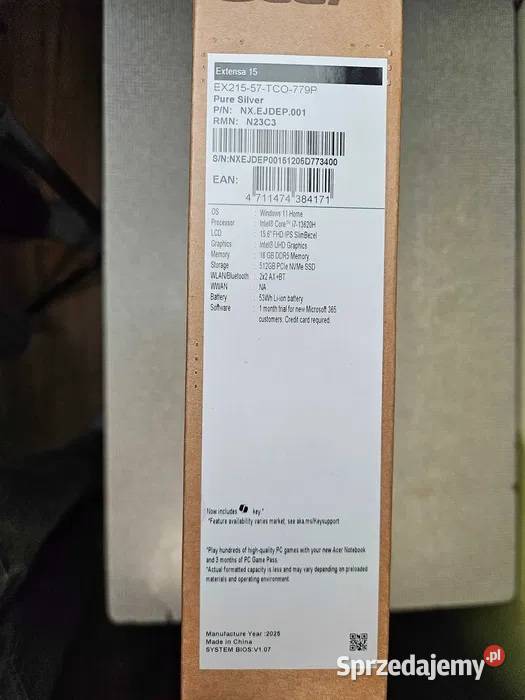 Extensa 15
EX215-57-TCO-779P
Pure Silver
P/N: NX.EJDEP.001
RMN: N23C3
S/N:NXEJDEP00151205D773400
EAN:
4 711474 384171
OS : Windows 11 Home
Processor : Intel® Core™ i7-13620H
LCD : 15.6" FHD IPS SlimBezel
Graphics : Intel® UHD Graphics
Memory : 16 GB DDR5 Memory
Storage : 512GB PCIe NVMe SSD
WLAN/Bluetooth : 2x2 AX+BT
WWAN : NA
Battery : 53Wh Li-ion battery
Software : 1 month trial for new Microsoft 365
customers. Credit card required.
Now includes key.*
*Feature availability varies market, see aka.ms/Keysupport
*Play hundreds of high-quality PC games with your new Acer Notebook
and 3 months of PC Game Pass.
*Actual formatted capacity is less and may vary depending on preloaded
materials and operating environment.
Manufacture Year :2025
Made in China
SYSTEM BIOS:V1.07
Sprzedajemy.pl